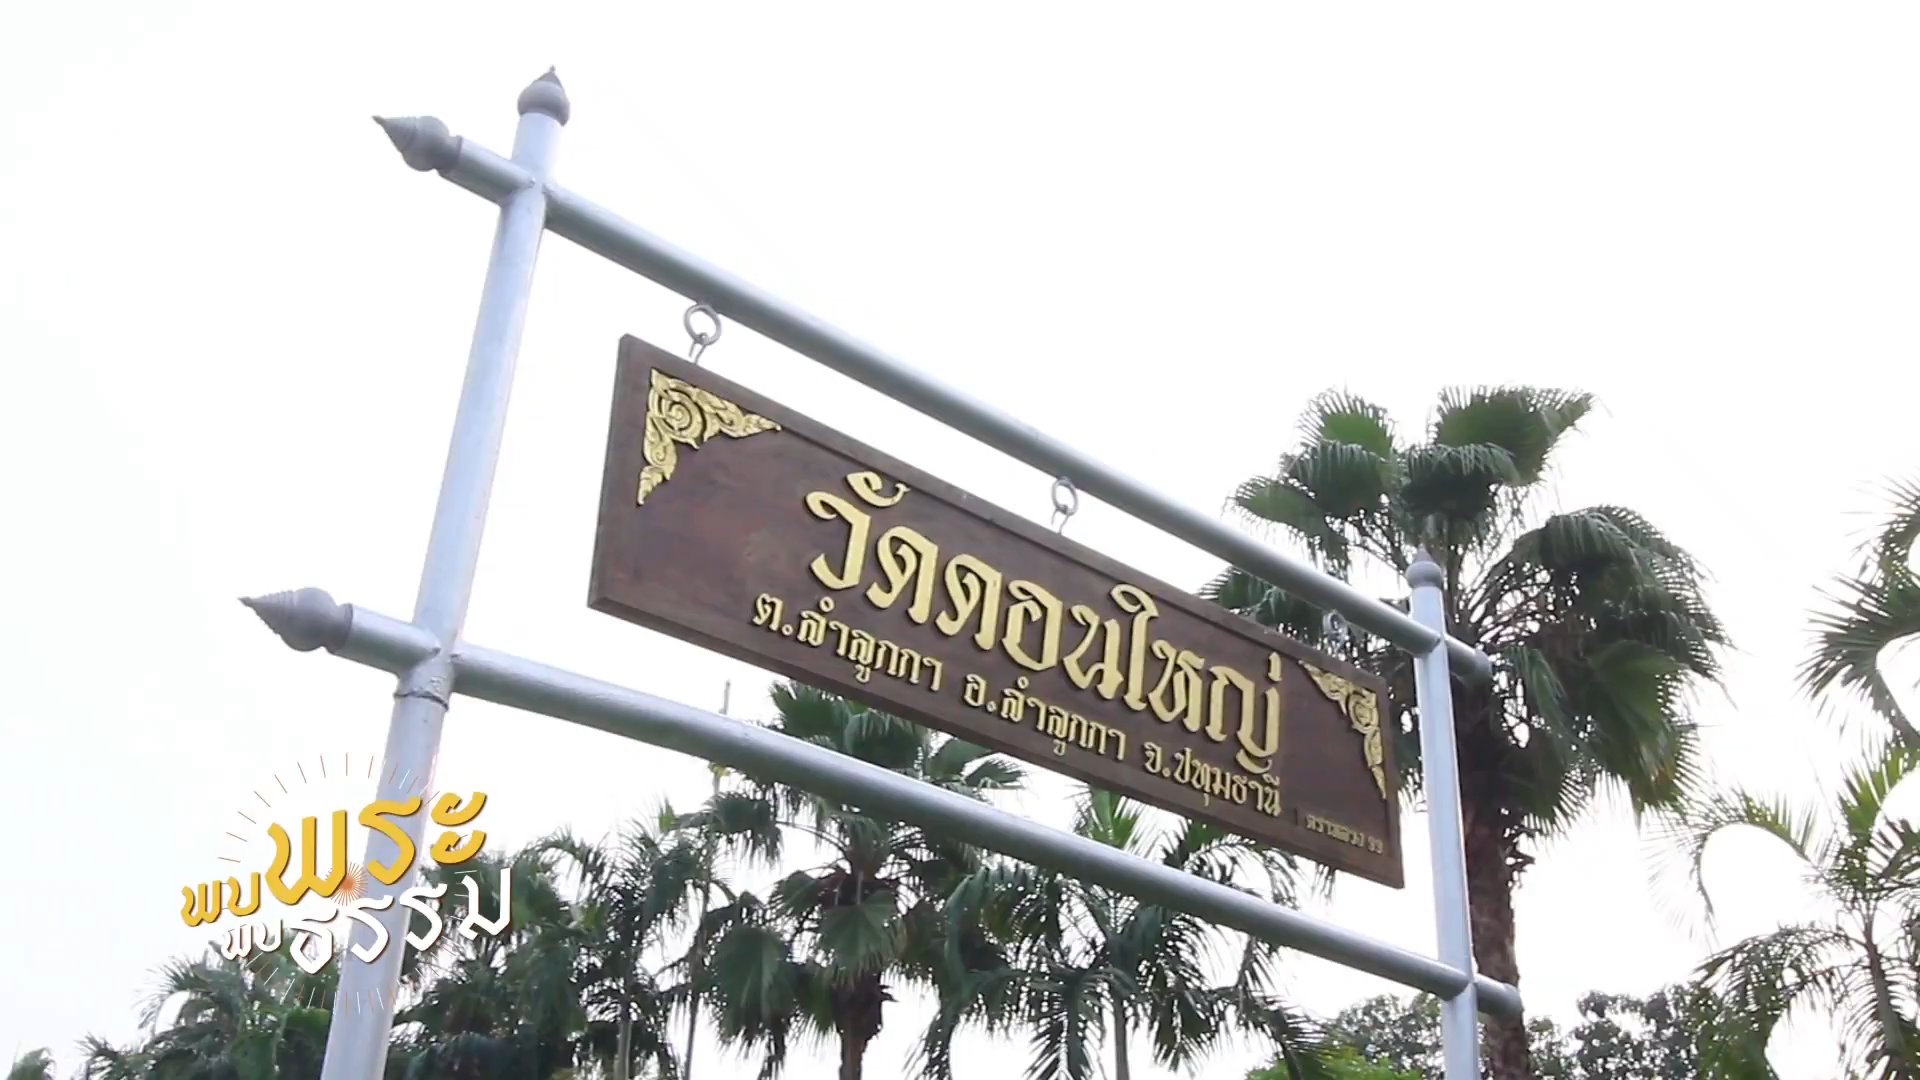 วัดดอนใหญ่
ต.ลำลูกกา อ.ลำลูกกา จ.ปทุมธานี
พบพระ
พบธรรม